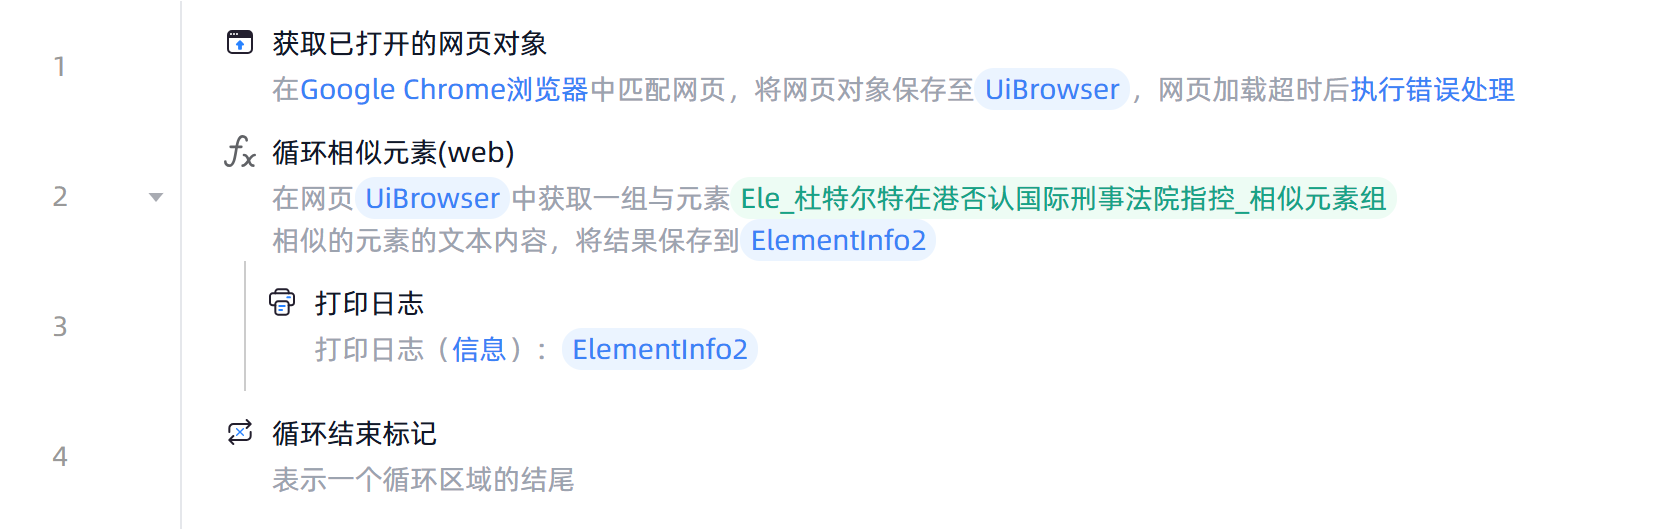 1
获取已打开的网页对象
在Google Chrome浏览器中匹配网页，将网页对象保存至 UiBrowser ，网页加载超时后执行错误处理
循环相似元素(web)
2
在网页 UiBrowser 中获取一组与元素 Ele_杜特尔特在港否认国际刑事法院指控_相似元素组
相似的元素的文本内容，将结果保存到 ElementInfo2
打印日志
3
打印日志（信息）： ElementInfo2
循环结束标记
4
表示一个循环区域的结尾